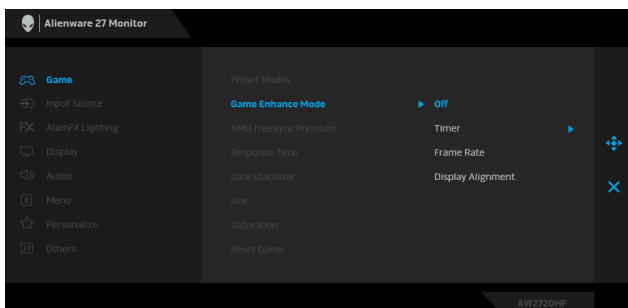 Alienware 27 Monitor
Game
Input Source
FX AlienFX Lighting
Display
Audio
Menu
Personalize
Others
Preset Modes
Game Enhance Mode
AMD FreeSync Premium
Response Time
Dark Stabilizer
Hue
Saturation
Reset Game
Off
Timer
Frame Rate
Display Alignment
AW2720HF